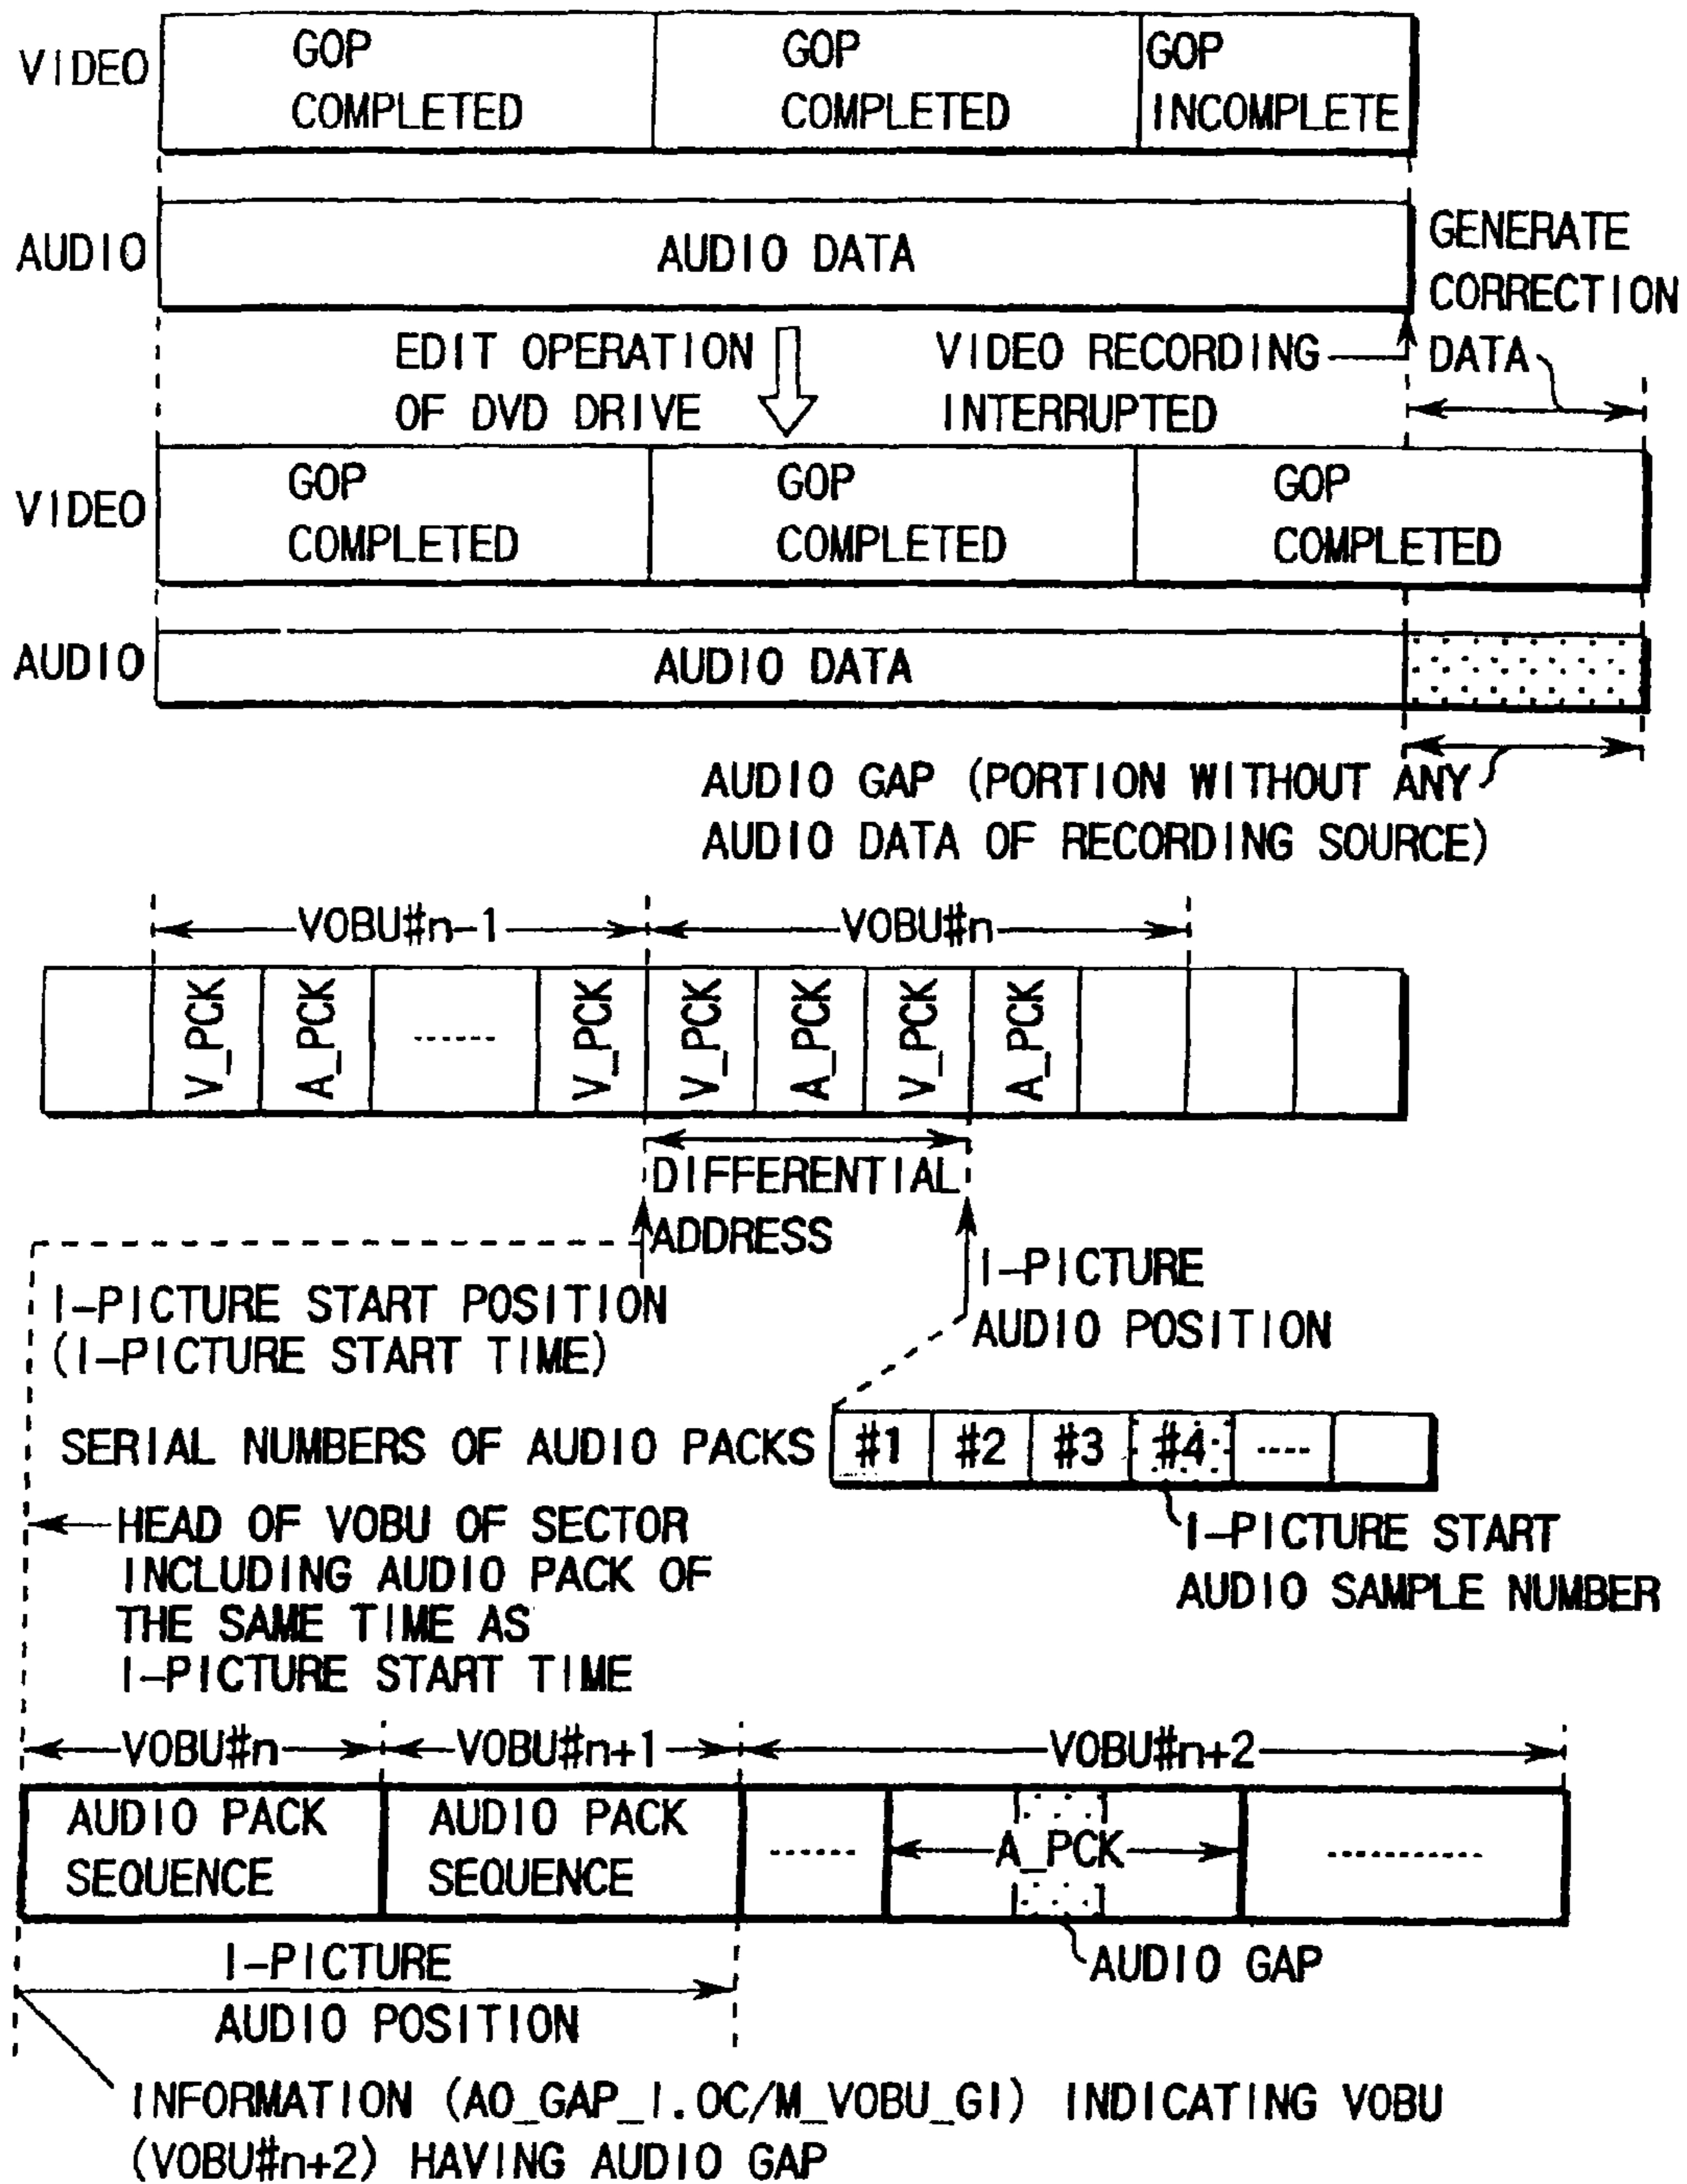 VIDEO
GOP
COMPLETED
GOP
COMPLETED
GOP
INCOMPLETE
AUDIO
AUDIO DATA
GENERATE
CORRECTION
DATA
EDIT OPERATION
OF DVD DRIVE
VIDEO RECORDING
INTERRUPTED
VIDEO
GOP
COMPLETED
GOP
COMPLETED
GOP
COMPLETED
AUDIO
AUDIO DATA
AUDIO GAP (PORTION WITHOUT ANY
AUDIO DATA OF RECORDING SOURCE)
VOBU#n-1
VOBU#n
V_PCK
A_PCK
------
V_PCK
V_PCK
A_PCK
V_PCK
A_PCK
DIFFERENTIAL
ADDRESS
I-PICTURE START POSITION
(I-PICTURE START TIME)
I-PICTURE
AUDIO POSITION
SERIAL NUMBERS OF AUDIO PACKS
#1
#2
#3
#4
----
I-PICTURE START
AUDIO SAMPLE NUMBER
HEAD OF VOBU OF SECTOR
INCLUDING AUDIO PACK OF
THE SAME TIME AS
I-PICTURE START TIME
VOBU#n
VOBU#n+1
VOBU#n+2
AUDIO PACK
SEQUENCE
AUDIO PACK
SEQUENCE
------
A_PCK
----------
AUDIO GAP
I-PICTURE
AUDIO POSITION
INFORMATION (AO_GAP_I.OC/M_VOBU_GI) INDICATING VOBU
(VOBU#n+2) HAVING AUDIO GAP